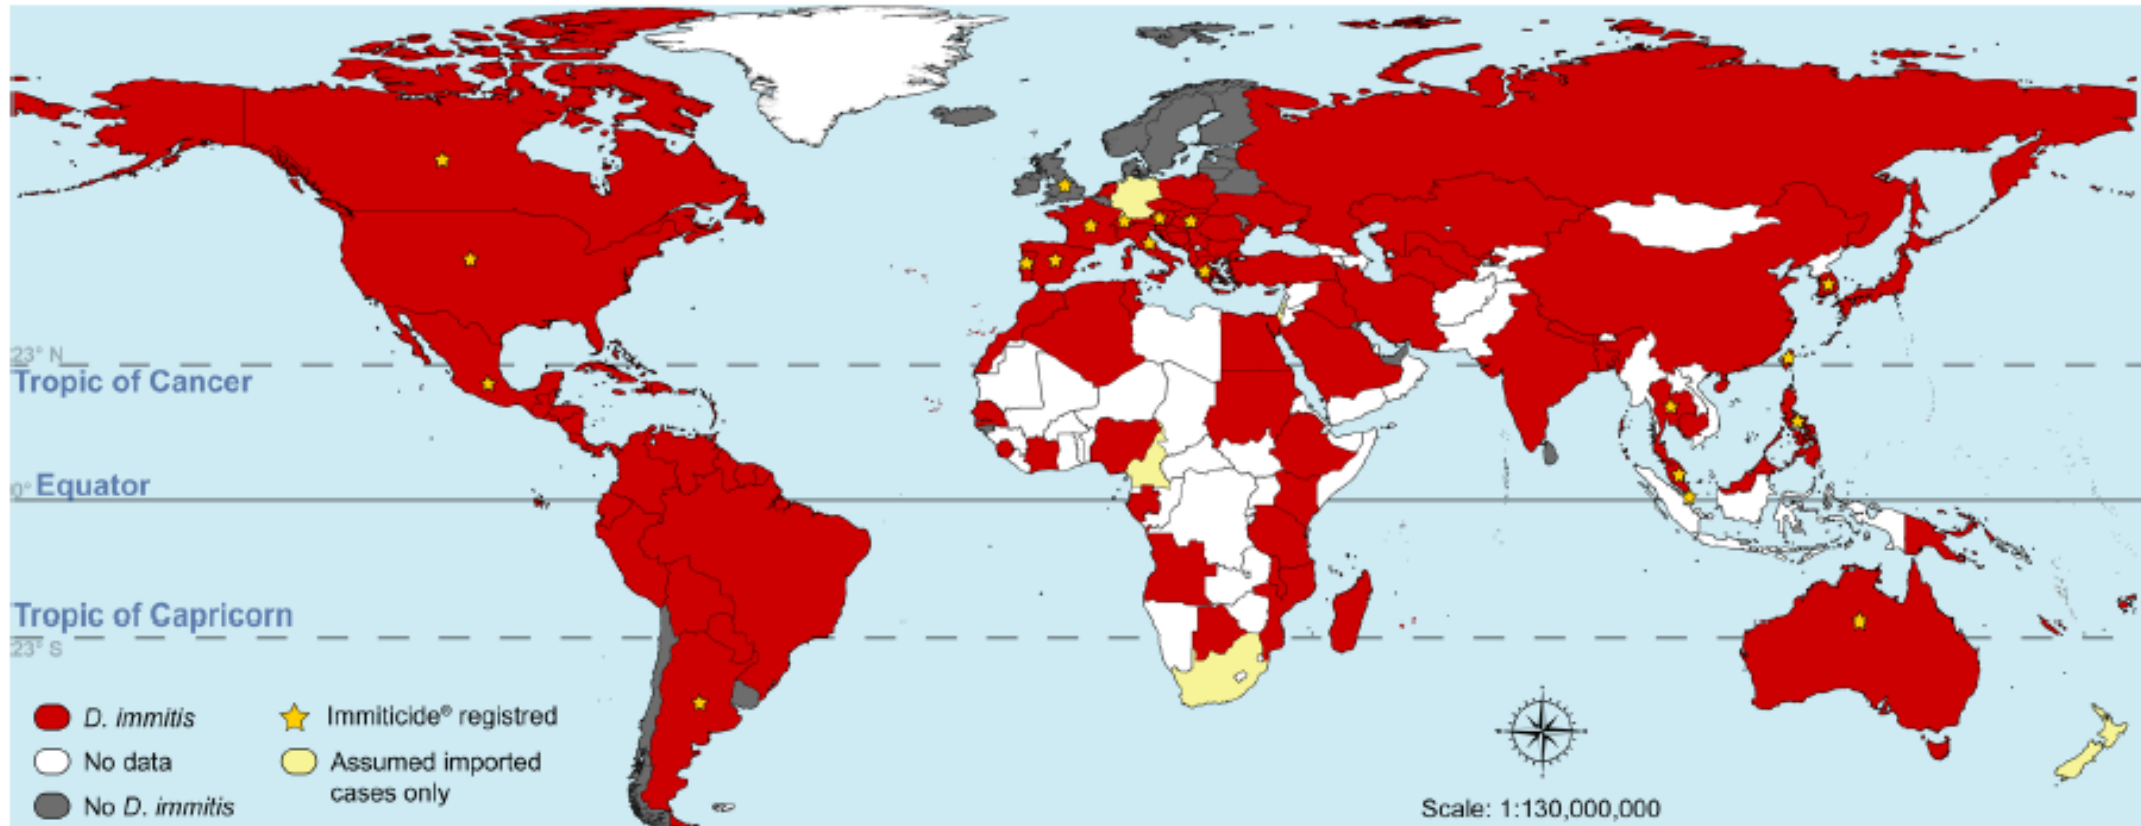 23° N
Tropic of Cancer
0° Equator
Tropic of Capricorn
23° S
D. immitis
Immiticide® registred
No data
Assumed imported
cases only
No D. immitis
Scale: 1:130,000,000